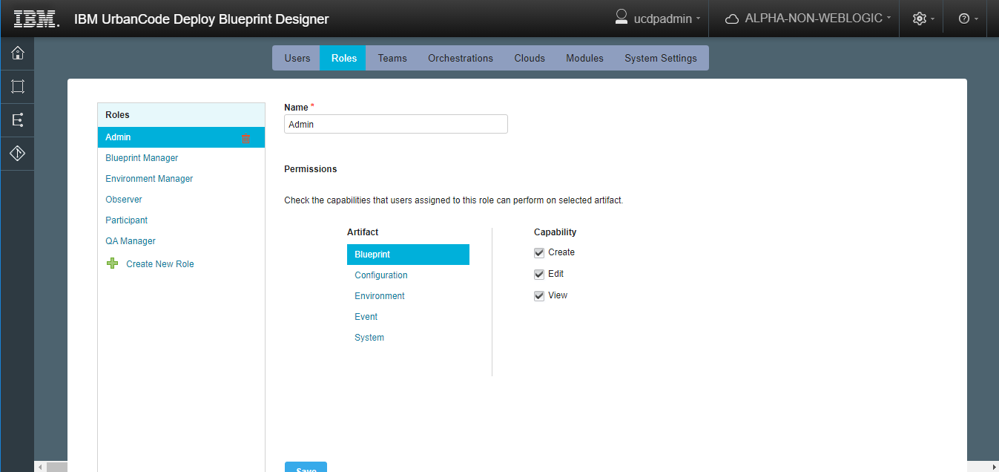 IBM. IBM UrbanCode Deploy Blueprint Designer ucdpadmin ALPHA-NON-WEBLOGIC
Users Roles Teams Orchestrations Clouds Modules System Settings
Roles
Admin
Blueprint Manager
Environment Manager
Observer
Participant
QA Manager
Create New Role
Name *
Admin
Permissions
Check the capabilities that users assigned to this role can perform on selected artifact.
Artifact
Blueprint
Configuration
Environment
Event
System
Capability
Create
Edit
View
Save